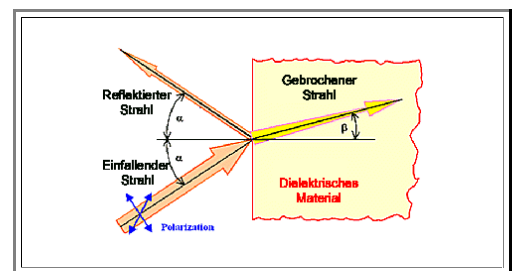 Gebrochener
Strahl
Reflektierter
Strahl
α
β
α
Einfallender
Strahl
Dielektrisches
Material
Polarization